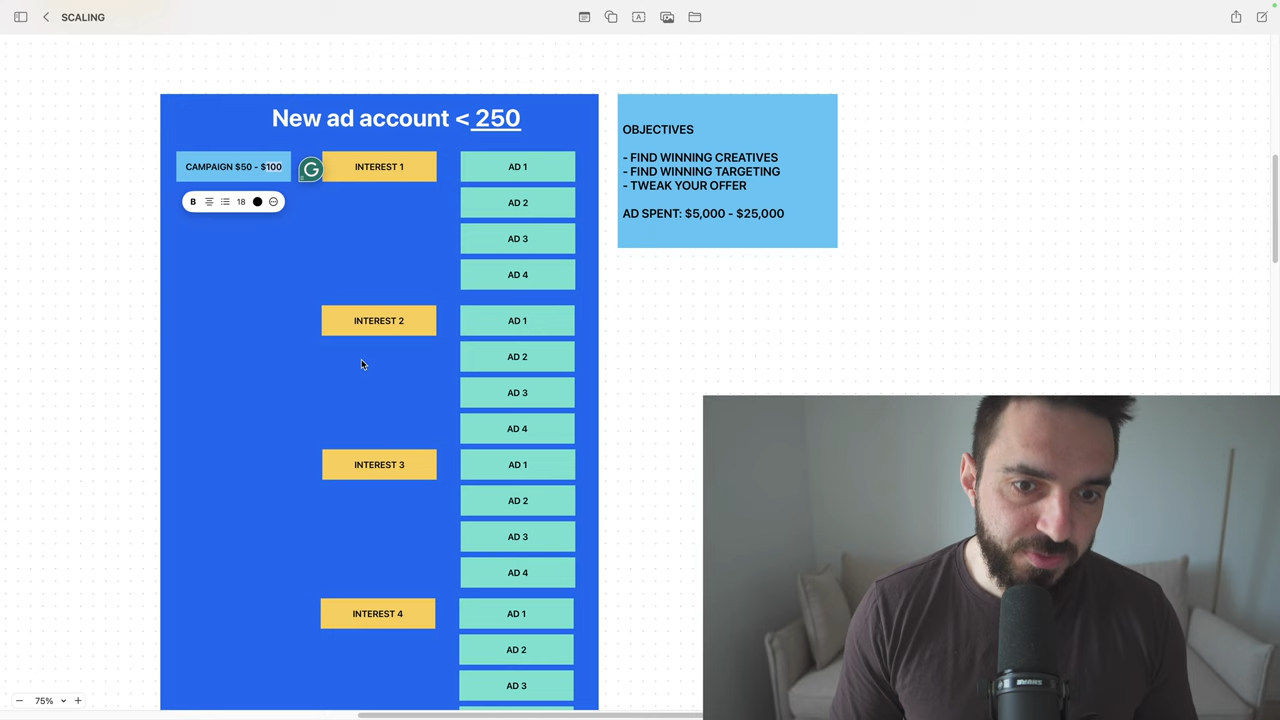 SCALING
New ad account < 250
CAMPAIGN $50 - $100
G
INTEREST 1
AD 1
B
18
AD 2
AD 3
AD 4
INTEREST 2
AD 1
AD 2
AD 3
AD 4
INTEREST 3
AD 1
AD 2
AD 3
AD 4
INTEREST 4
AD 1
AD 2
AD 3
OBJECTIVES
- FIND WINNING CREATIVES
- FIND WINNING TARGETING
- TWEAK YOUR OFFER
AD SPENT: $5,000 - $25,000
75%